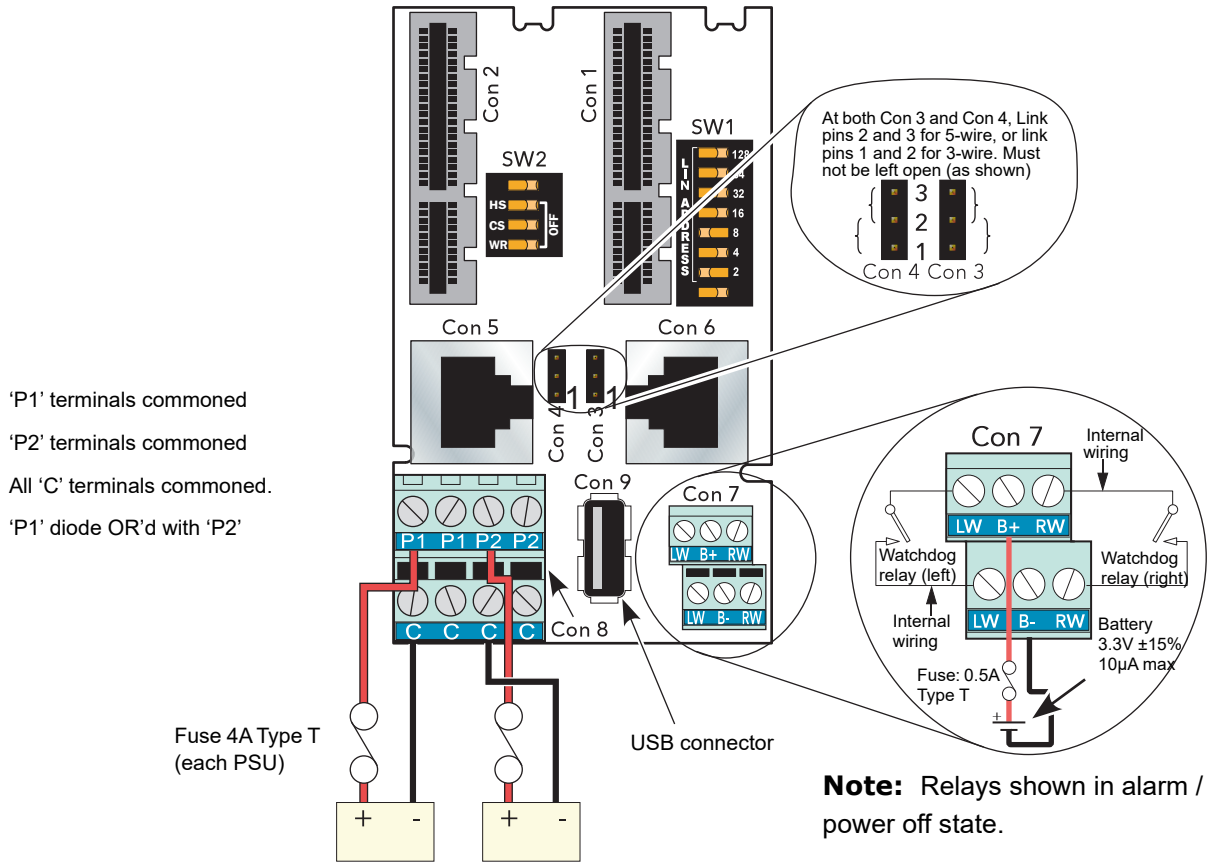 Con 2
Con 1
SW2
HS
CS
WR
OFF
SW1
LIN ADDRESS
128
64
32
16
8
4
2
At both Con 3 and Con 4, Link
pins 2 and 3 for 5-wire, or link
pins 1 and 2 for 3-wire. Must
not be left open (as shown)
3
2
1
Con 4 Con 3
Con 5
Con 6
1
1
Con 4
Con 3
'P1' terminals commoned
'P2' terminals commoned
All 'C' terminals commoned.
'P1' diode OR'd with 'P2'
P1 P1 P2 P2
C C C C
Con 8
Con 9
Con 7
LW B+ RW
LW B- RW
USB connector
Fuse 4A Type T
(each PSU)
+ -
+ -
Con 7
Internal
wiring
LW B+ RW
Watchdog
relay (left)
Watchdog
relay (right)
LW B- RW
Internal
wiring
Battery
3.3V ±15%
10µA max
Fuse: 0.5A
Type T
+
Note: Relays shown in alarm /
power off state.